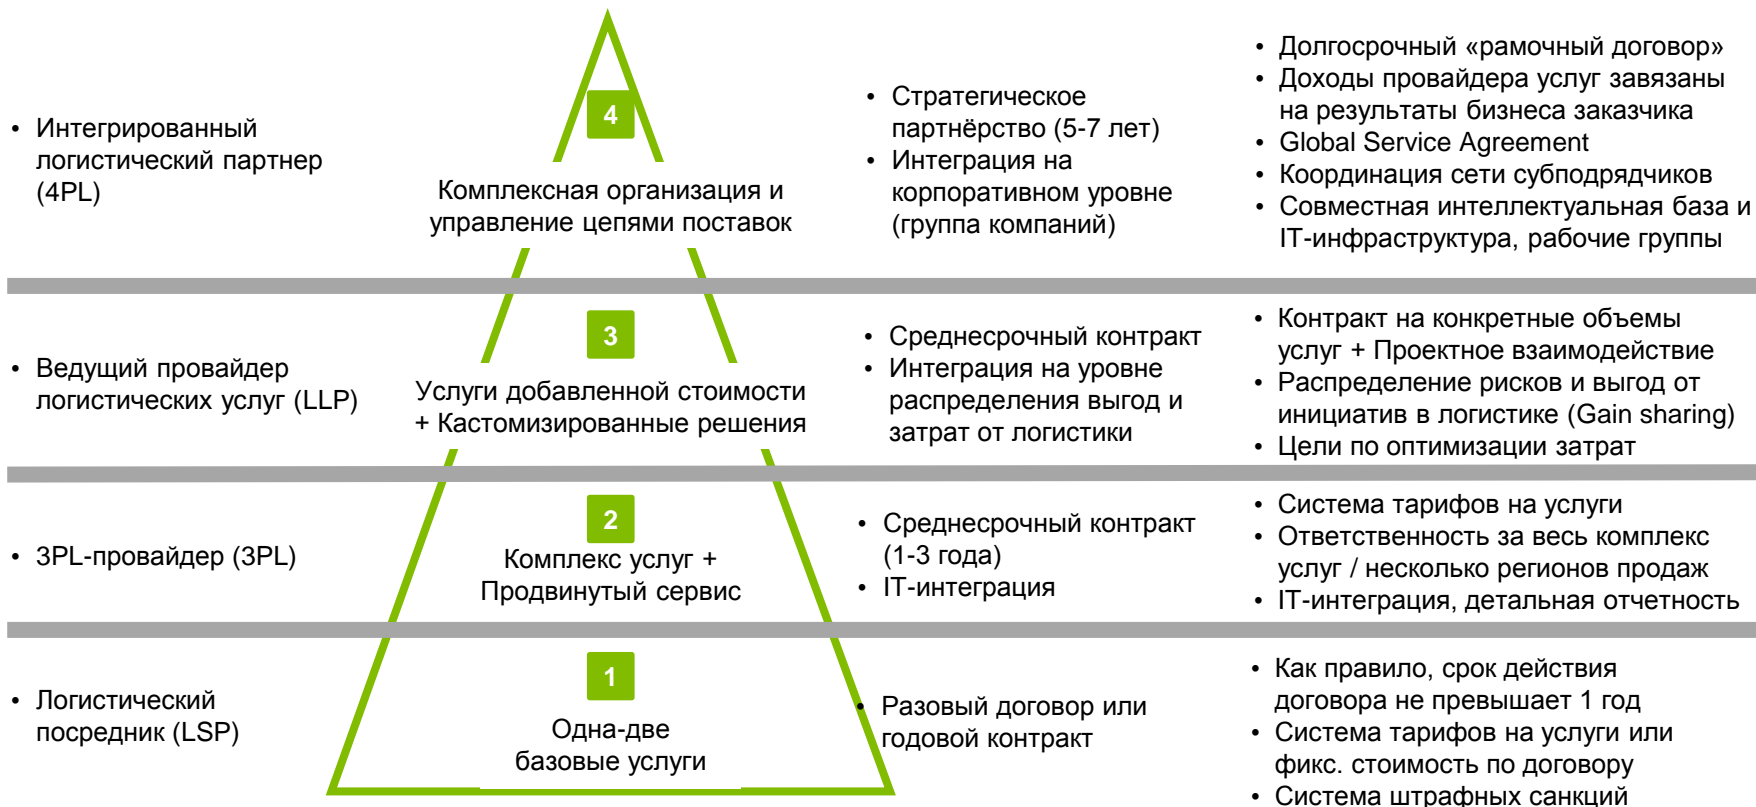 • Интегрированный
логистический партнер
(4PL)
4
Комплексная организация и
управление цепями поставок
• Стратегическое
партнёрство (5-7 лет)
• Интеграция на
корпоративном уровне
(группа компаний)
• Долгосрочный «рамочный договор»
• Доходы провайдера услуг завязаны
на результаты бизнеса заказчика
• Global Service Agreement
• Координация сети субподрядчиков
• Совместная интеллектуальная база и
IT-инфраструктура, рабочие группы
• Ведущий провайдер
логистических услуг (LLP)
3
Услуги добавленной стоимости
+ Кастомизированные решения
• Среднесрочный контракт
• Интеграция на уровне
распределения выгод и
затрат от логистики
• Контракт на конкретные объемы
услуг + Проектное взаимодействие
• Распределение рисков и выгод от
инициатив в логистике (Gain sharing)
• Цели по оптимизации затрат
• 3PL-провайдер (3PL)
2
Комплекс услуг +
Продвинутый сервис
• Среднесрочный контракт
(1-3 года)
• IT-интеграция
• Система тарифов на услуги
• Ответственность за весь комплекс
услуг / несколько регионов продаж
• IT-интеграция, детальная отчетность
• Логистический
посредник (LSP)
1
Одна-две
базовые услуги
• Разовый договор или
годовой контракт
• Как правило, срок действия
договора не превышает 1 год
• Система тарифов на услуги или
фикс. стоимость по договору
• Система штрафных санкций